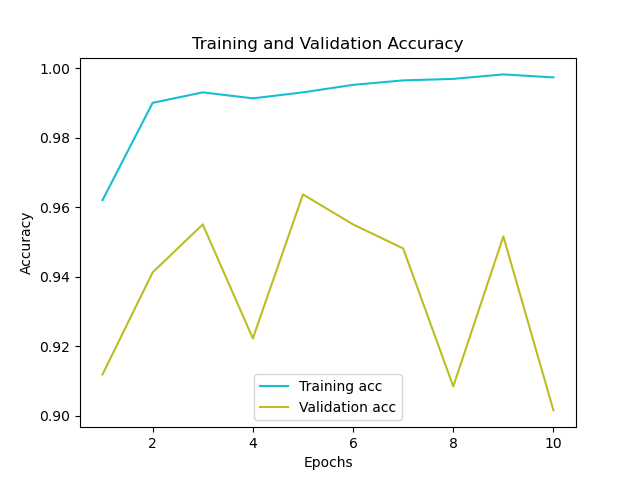 Training and Validation Accuracy
1.00
0.98
0.96
0.94
0.92
0.90
Accuracy
Training acc
Validation acc
2 4 6 8 10
Epochs